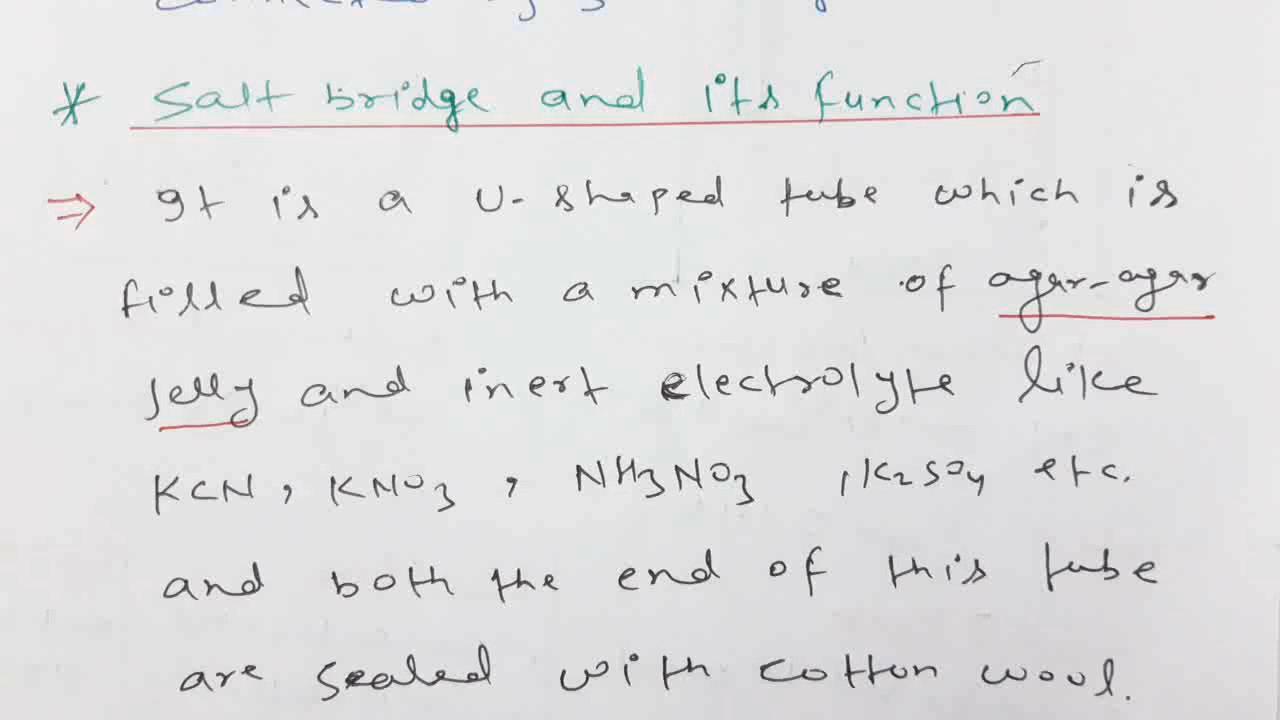 * Salt bridge and its function
⇒ It is a U-shaped tube which is
filled with a mixture of agar-agar
Jelly and inert electrolyte like
KCN, KNO3, NH3NO3, K2SO4 etc.
and both the end of this tube
are sealed with cotton wool.